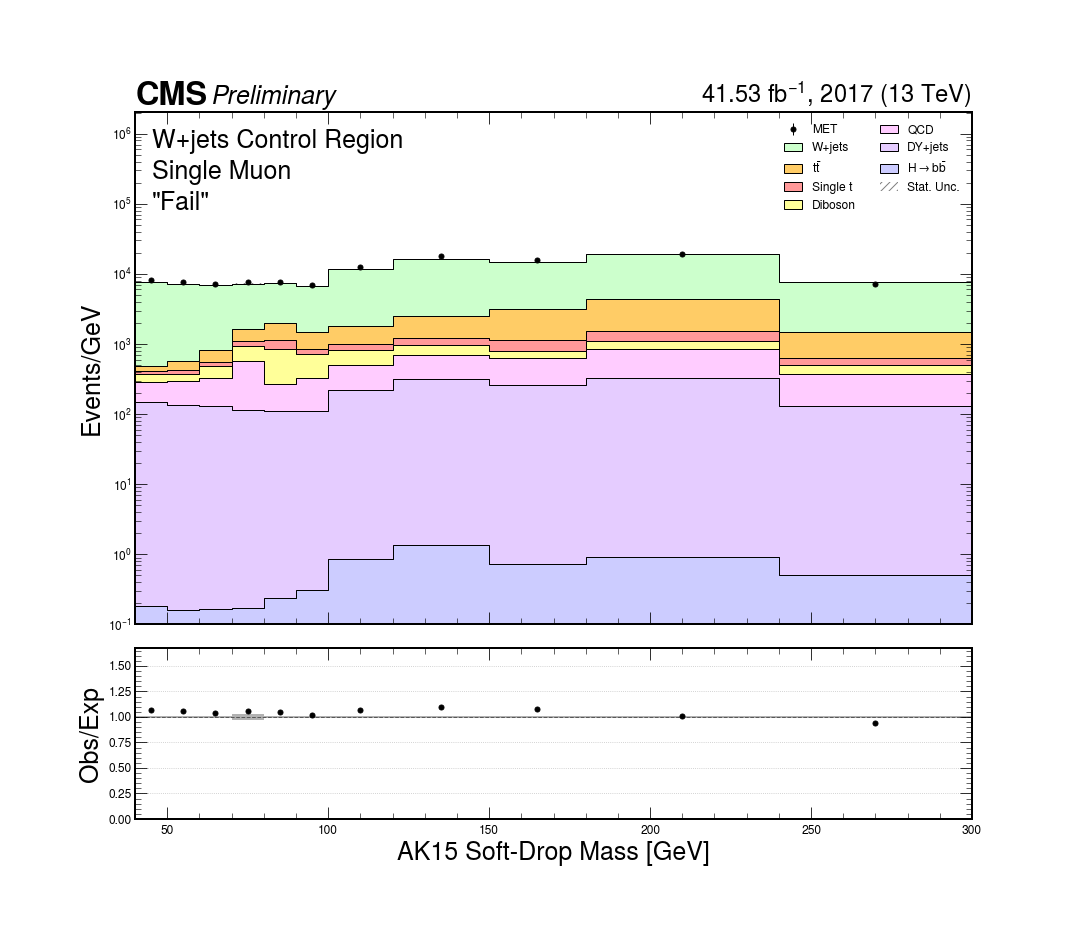 CMS Preliminary
41.53 fb⁻¹, 2017 (13 TeV)
W+jets Control Region
Single Muon
"Fail"
MET
W+jets
tt̄
Single t
Diboson
QCD
DY+jets
H→bb̄
Stat. Unc.
Events/GeV
10⁶
10⁵
10⁴
10³
10²
10¹
10⁰
10⁻¹
Obs/Exp
1.50
1.25
1.00
0.75
0.50
0.25
0.00
50 100 150 200 250 300
AK15 Soft-Drop Mass [GeV]